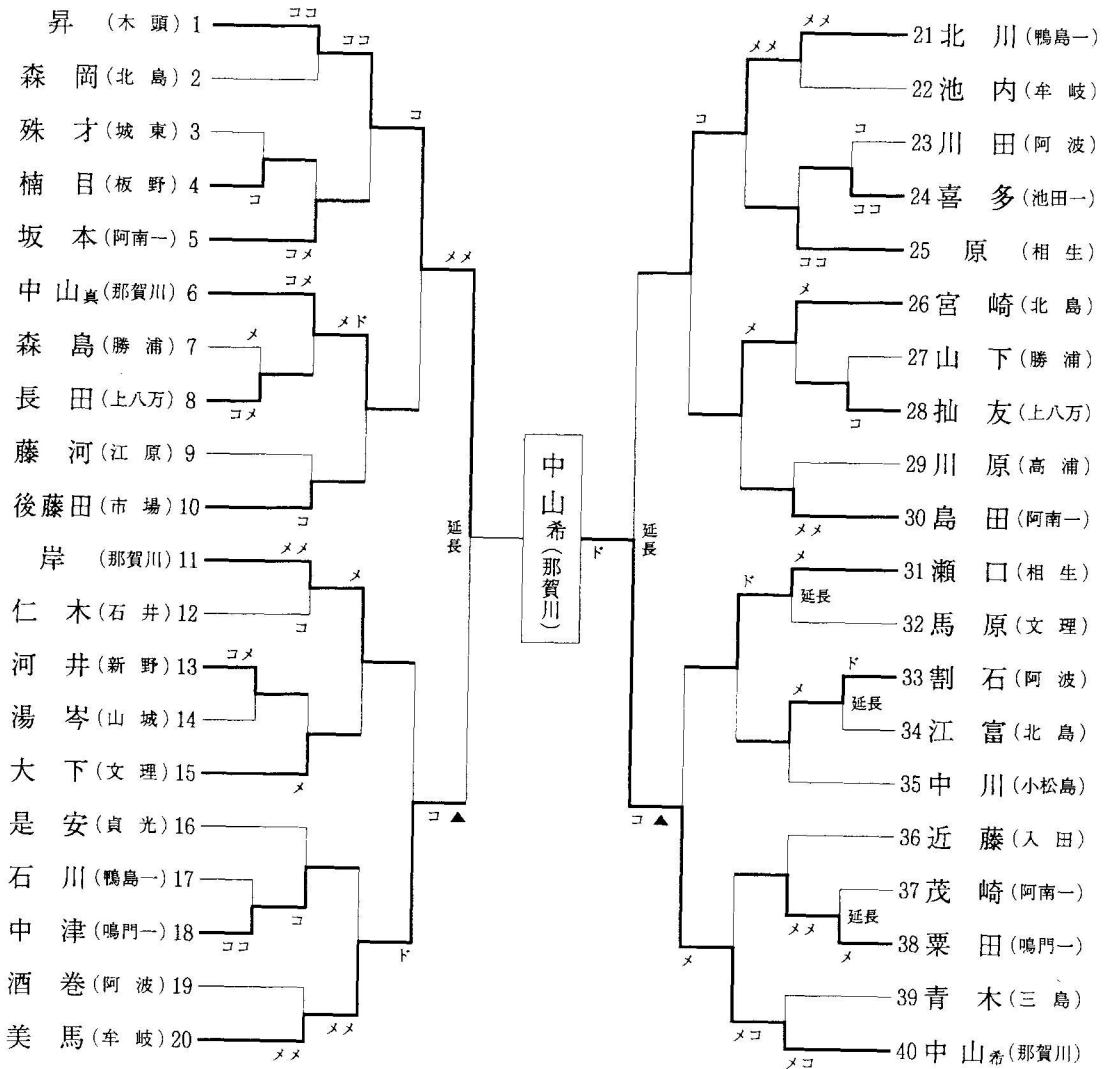 昇 (木頭) 1
ココ
ココ
森岡 (北島) 2
殊才 (城東) 3
コ
楠目 (板野) 4
コ
坂本 (阿南一) 5
コメ
メメ
コメ
中山真 (那賀川) 6
メド
森島 (勝浦) 7
メ
長田 (上八万) 8
コメ
藤河 (江原) 9
後藤田 (市場) 10
コ
延長
岸 (那賀川) 11
メメ
メ
仁木 (石井) 12
コ
河井 (新野) 13
コメ
湯岑 (山城) 14
大下 (文理) 15
メ
コ ▲
是安 (貞光) 16
石川 (鴨島一) 17
コ
中津 (鳴門一) 18
ココ
ド
酒巻 (阿波) 19
メメ
美馬 (牟岐) 20
メメ
中山希(那賀川)
ド
メメ
メメ
21 北川 (鴨島一)
22 池内 (牟岐)
コ
コ
23 川田 (阿波)
24 喜多 (池田一)
ココ
25 原 (相生)
ココ
メ
26 宮崎 (北島)
メ
27 山下 (勝浦)
28 拙友 (上八万)
コ
29 川原 (高浦)
30 島田 (阿南一)
メメ
延長
メ
31 瀬口 (相生)
ド
延長
32 馬原 (文理)
ド
33 割石 (阿波)
メ
延長
34 江富 (北島)
35 中川 (小松島)
コ ▲
36 近藤 (入田)
37 茂崎 (阿南一)
メメ
延長
38 粟田 (鳴門一)
メ
メ
39 青木 (三島)
メコ
40 中山希 (那賀川)
メコ